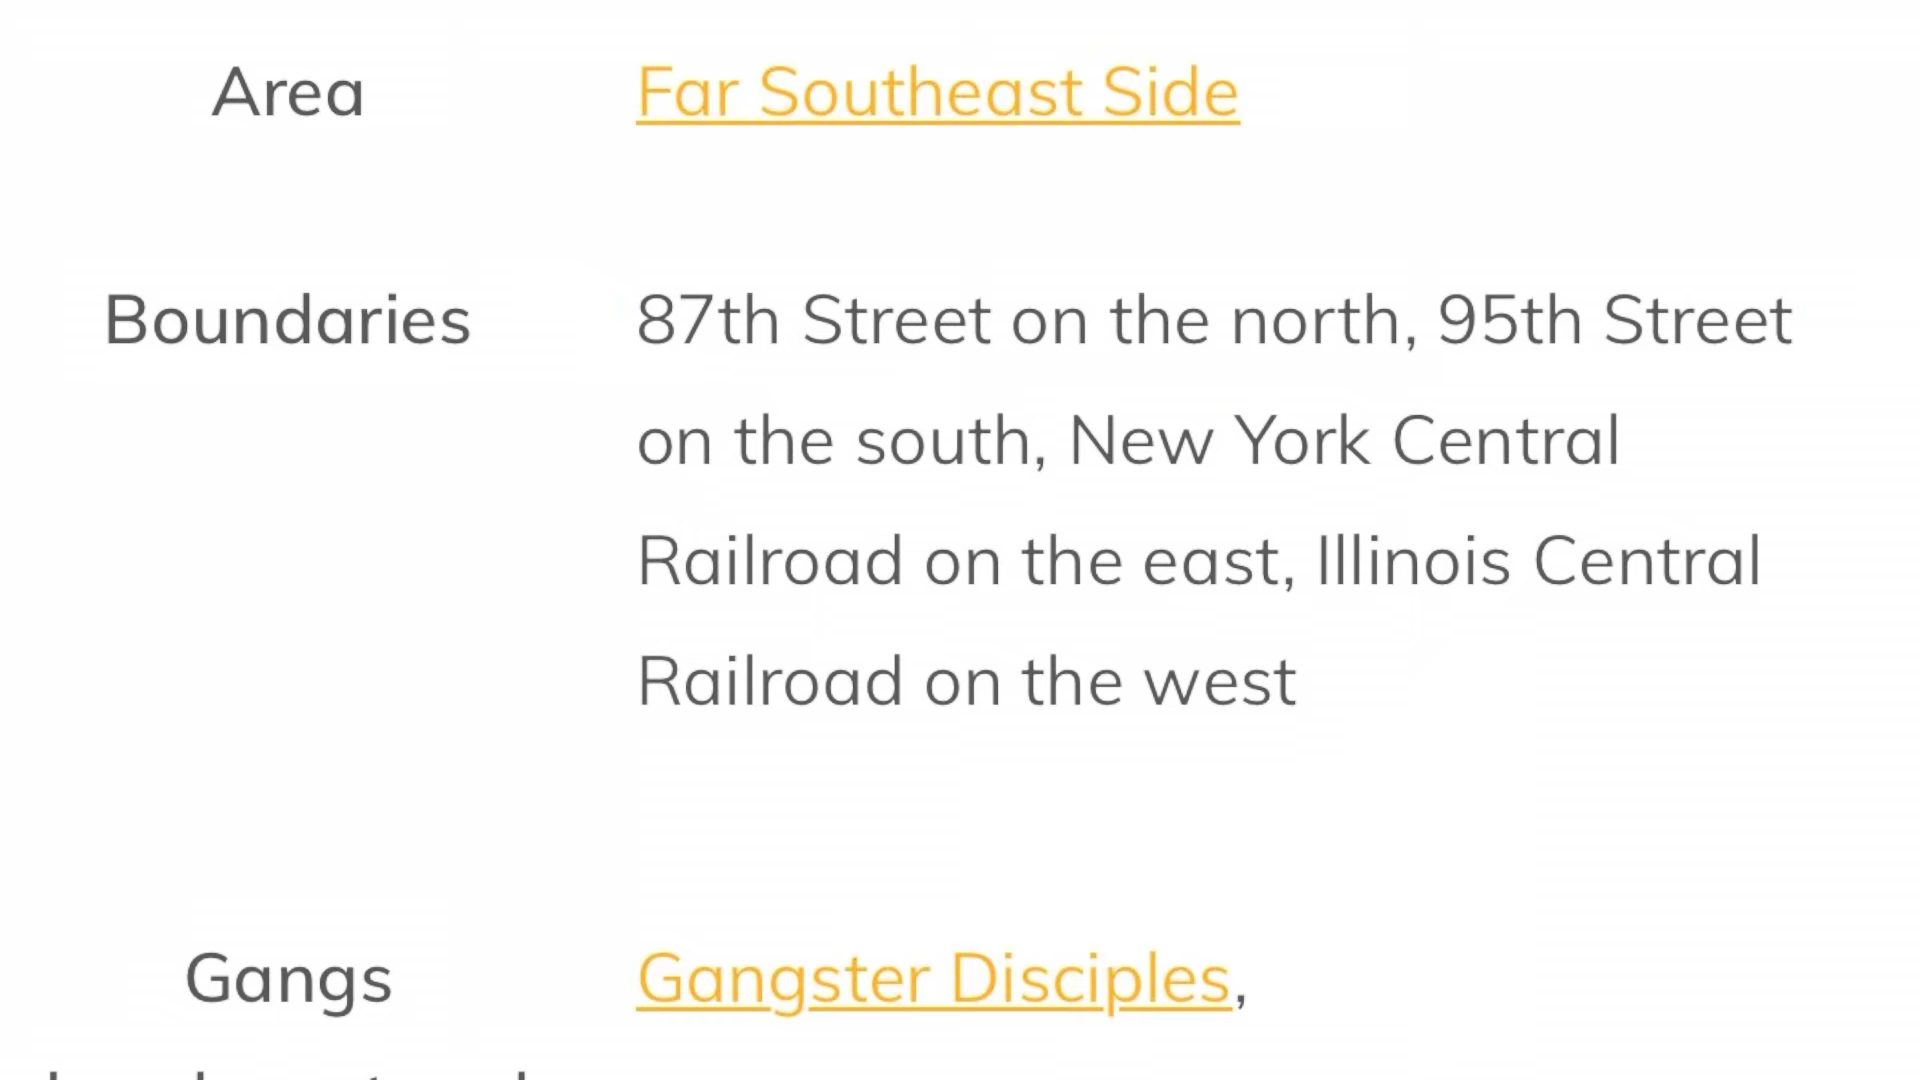 Area Far Southeast Side
Boundaries 87th Street on the north, 95th Street
on the south, New York Central
Railroad on the east, Illinois Central
Railroad on the west
Gangs Gangster Disciples,